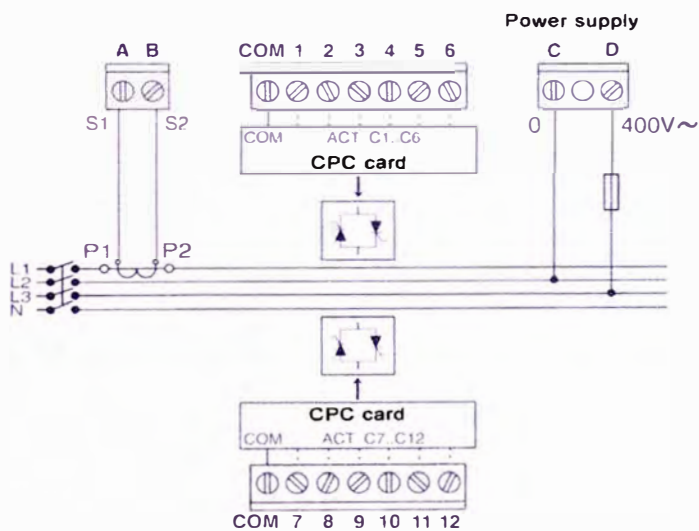 Power supply
A B
COM 1 2 3 4 5 6
C D
S1 S2
COM ACT C1..C6
CPC card
0 400V~
P1 P2
L1
L2
L3
N
CPC card
COM ACT C7..C12
COM 7 8 9 10 11 12